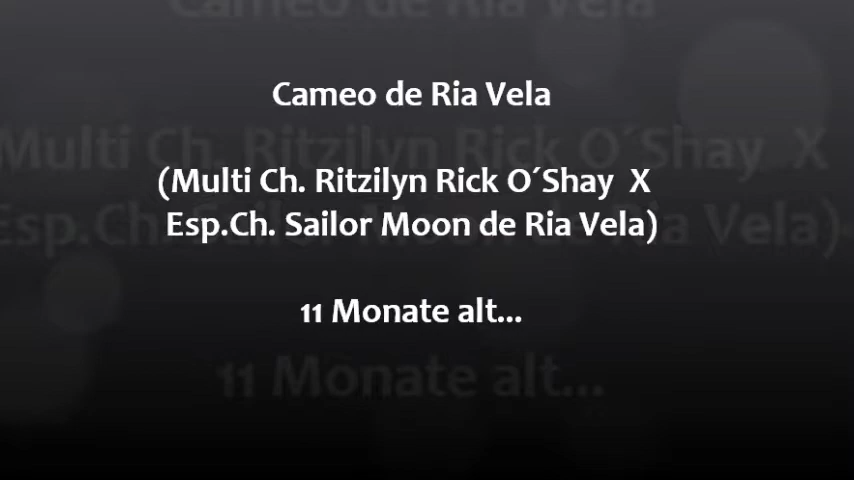 Cameo de Ria Vela
(Multi Ch. Ritzilyn Rick O´Shay X
Esp.Ch. Sailor Moon de Ria Vela)
11 Monate alt...